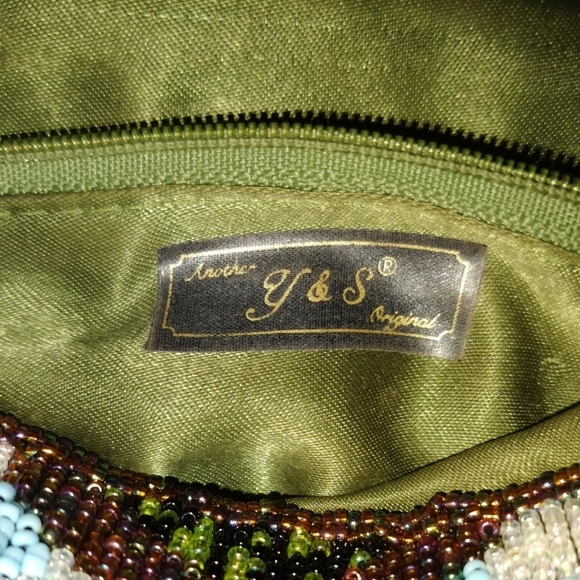 Another
Y & S®
Original